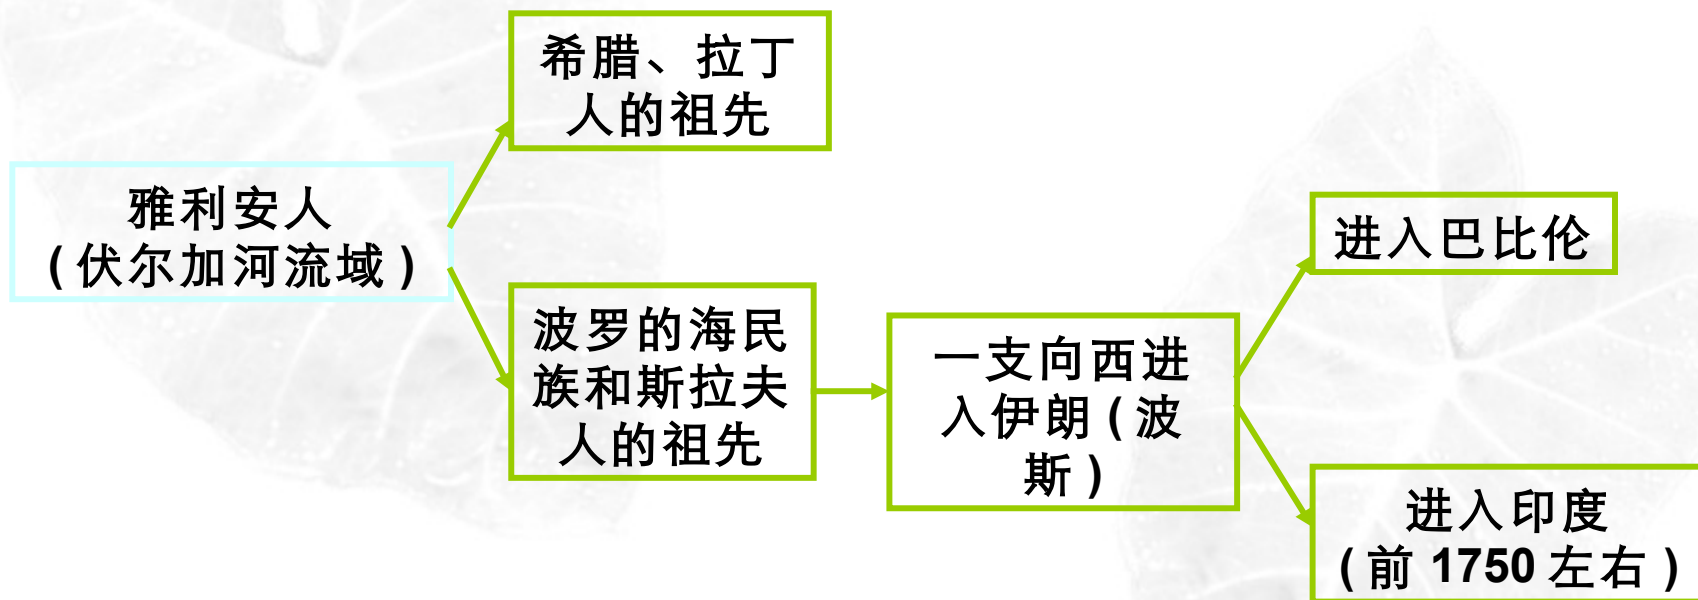 希腊、拉丁
人的祖先
雅利安人
(伏尔加河流域)
波罗的海民
族和斯拉夫
人的祖先
一支向西进
入伊朗(波
斯)
进入巴比伦
进入印度
(前 1750 左右)